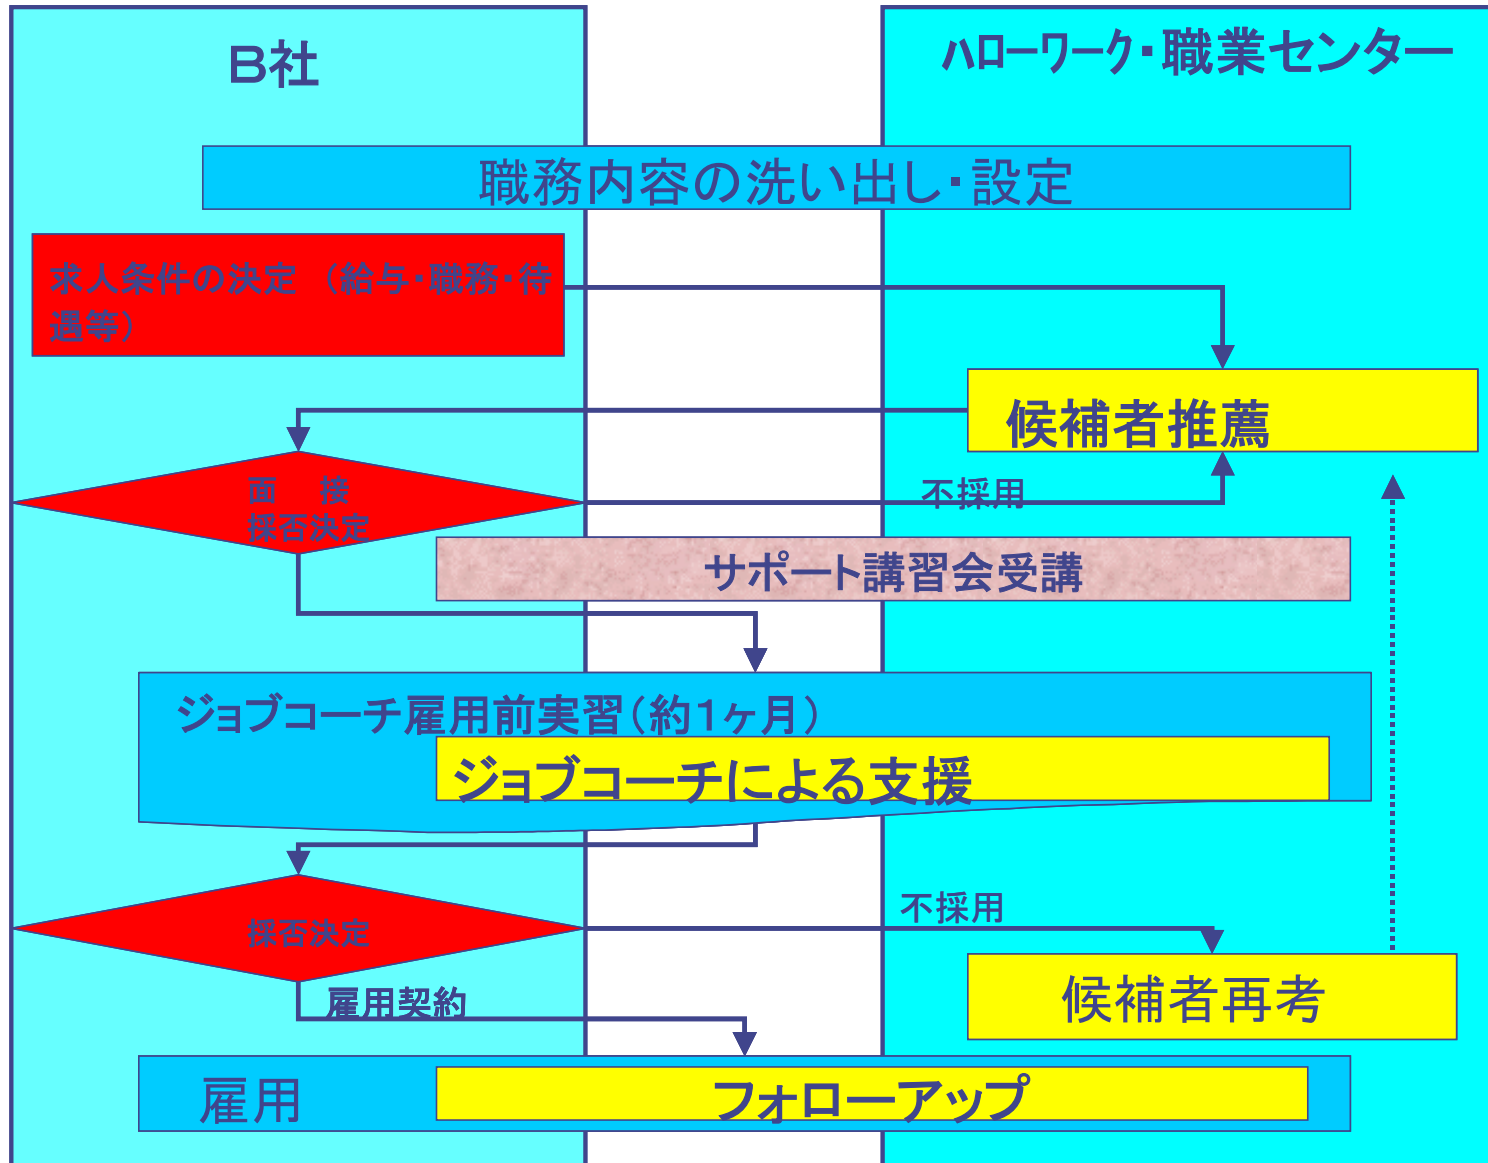 B社
ハローワーク・職業センター
職務内容の洗い出し・設定
求人条件の決定 （給与・職務・待
遇等）
候補者推薦
面 接
採否決定
不採用
サポート講習会受講
ジョブコーチ雇用前実習（約１ヶ月）
ジョブコーチによる支援
採否決定
不採用
候補者再考
雇用契約
雇用
フォローアップ